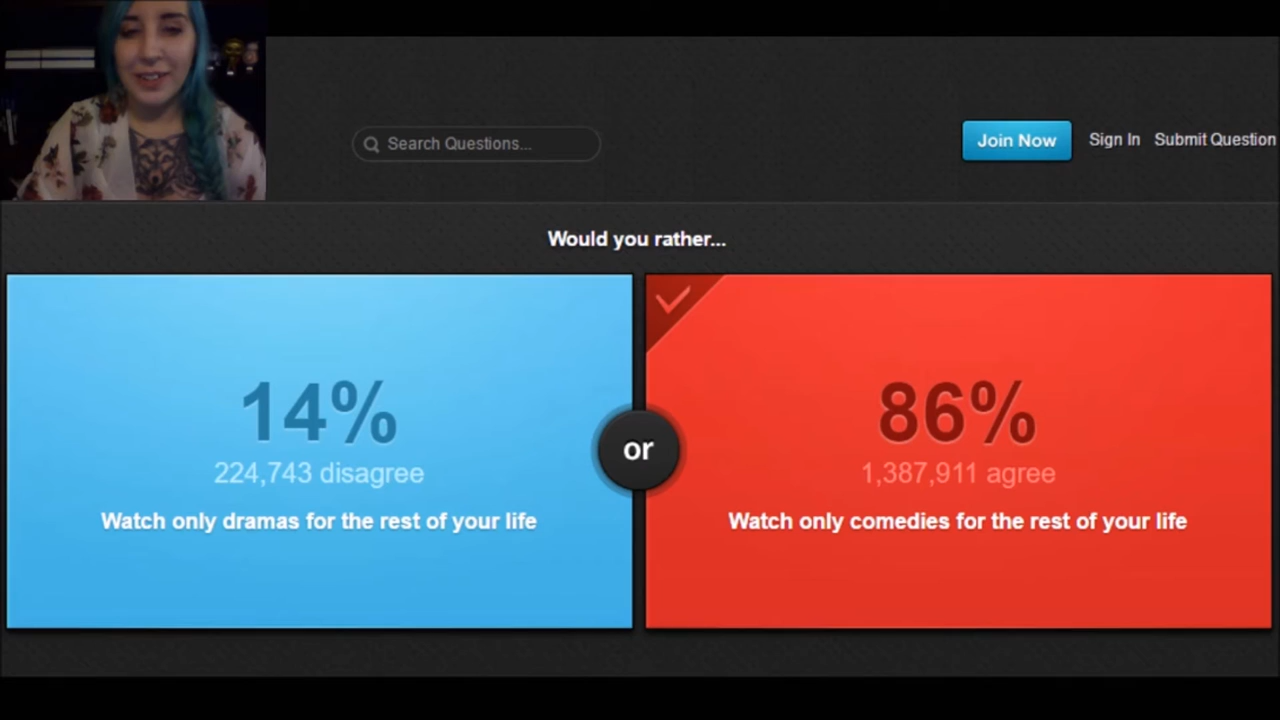 Search Questions...
Join Now
Sign In
Submit Question
Would you rather...
14%
224,743 disagree
Watch only dramas for the rest of your life
or
86%
1,387,911 agree
Watch only comedies for the rest of your life